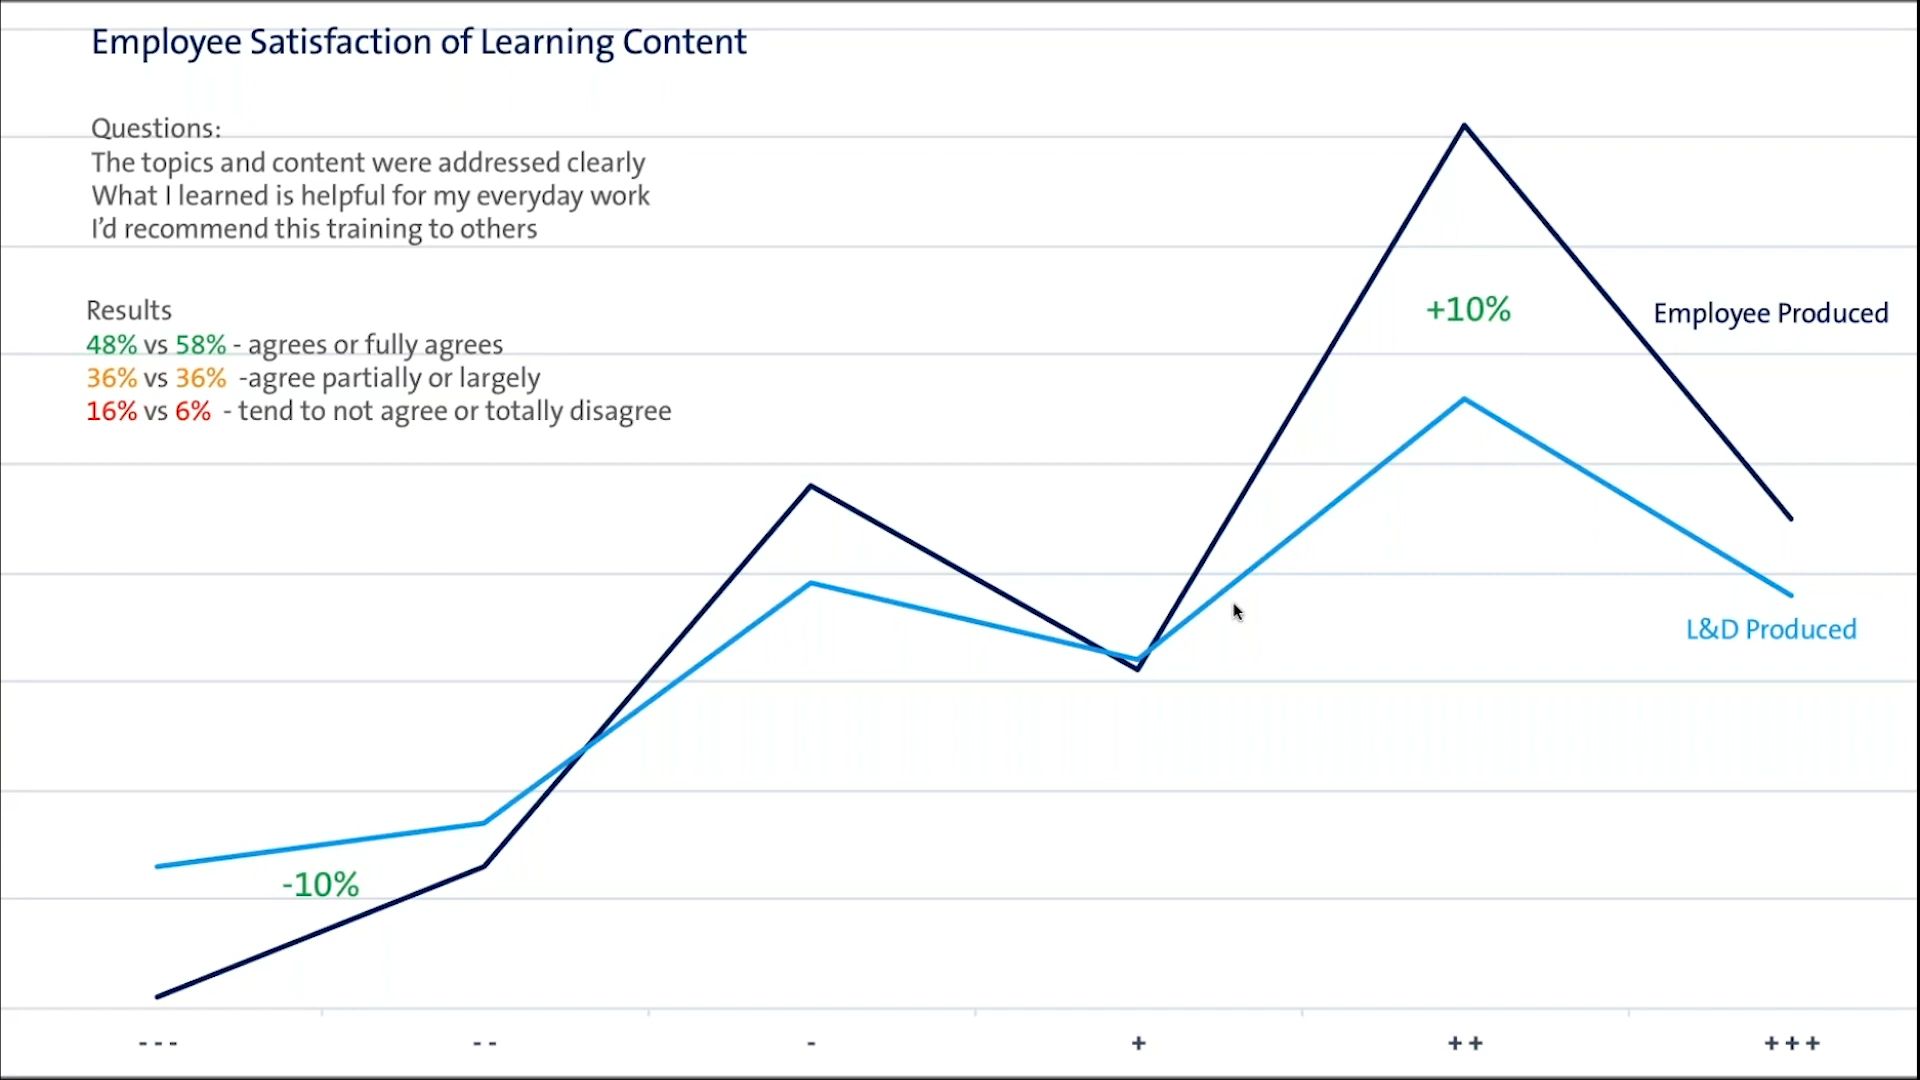 Employee Satisfaction of Learning Content
Questions:
The topics and content were addressed clearly
What I learned is helpful for my everyday work
I'd recommend this training to others
Results
48% vs 58% - agrees or fully agrees
36% vs 36% -agree partially or largely
16% vs 6% - tend to not agree or totally disagree
+10%
Employee Produced
L&D Produced
-10%
--- -- - + ++ +++